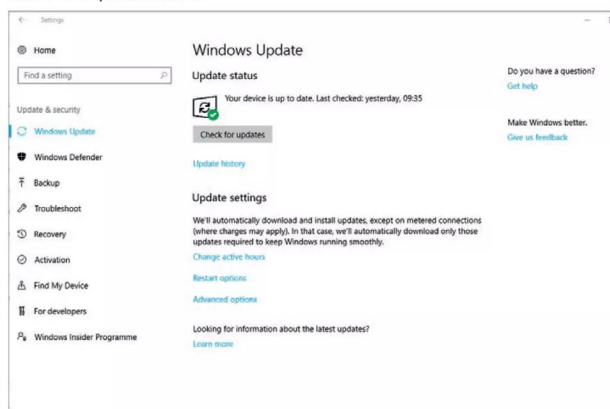 Settings
Home
Find a setting
Update & security
Windows Update
Windows Defender
Backup
Troubleshoot
Recovery
Activation
Find My Device
For developers
Windows Insider Programme
Windows Update
Update status
Your device is up to date. Last checked: yesterday, 09:35
Check for updates
Update history
Update settings
We'll automatically download and install updates, except on metered connections
(where charges may apply). In that case, we'll automatically download only those
updates required to keep Windows running smoothly.
Change active hours
Restart options
Advanced options
Looking for information about the latest updates?
Learn more
Do you have a question?
Get help
Make Windows better.
Give us feedback